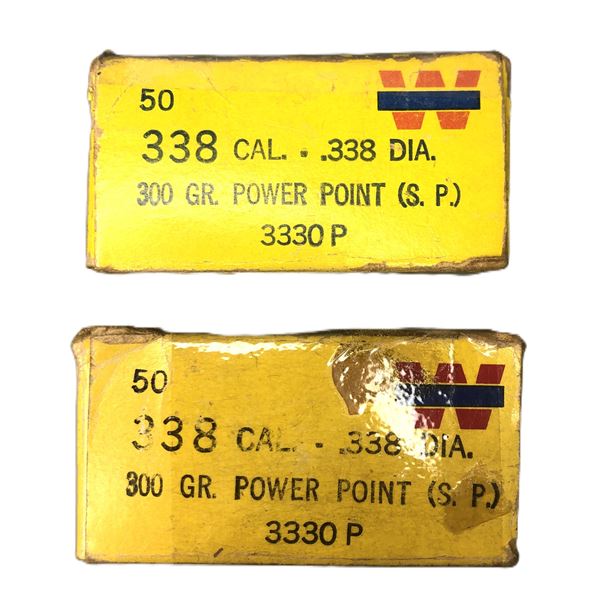 50
W
338 CAL. - .338 DIA.
300 GR. POWER POINT (S. P.)
3330 P
50
W
338 CAL. - .338 DIA.
300 GR. POWER POINT (S. P.)
3330 P